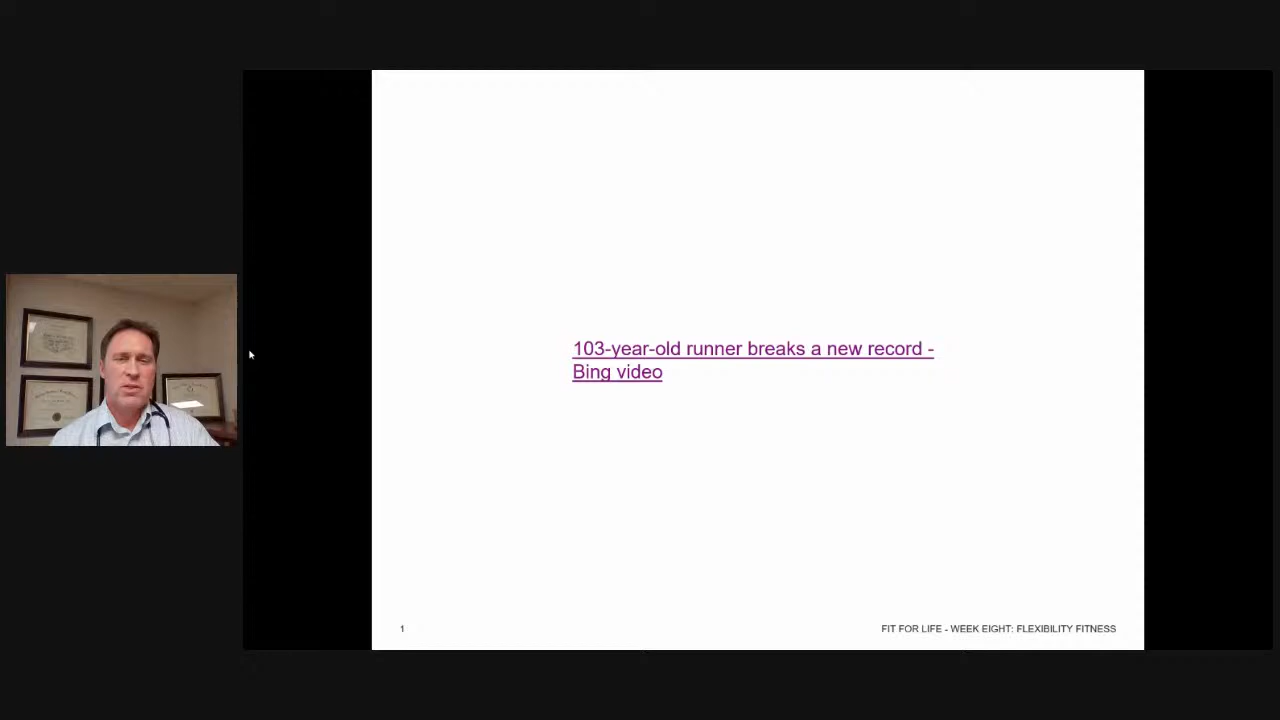 103-year-old runner breaks a new record -
Bing video
1
FIT FOR LIFE - WEEK EIGHT: FLEXIBILITY FITNESS